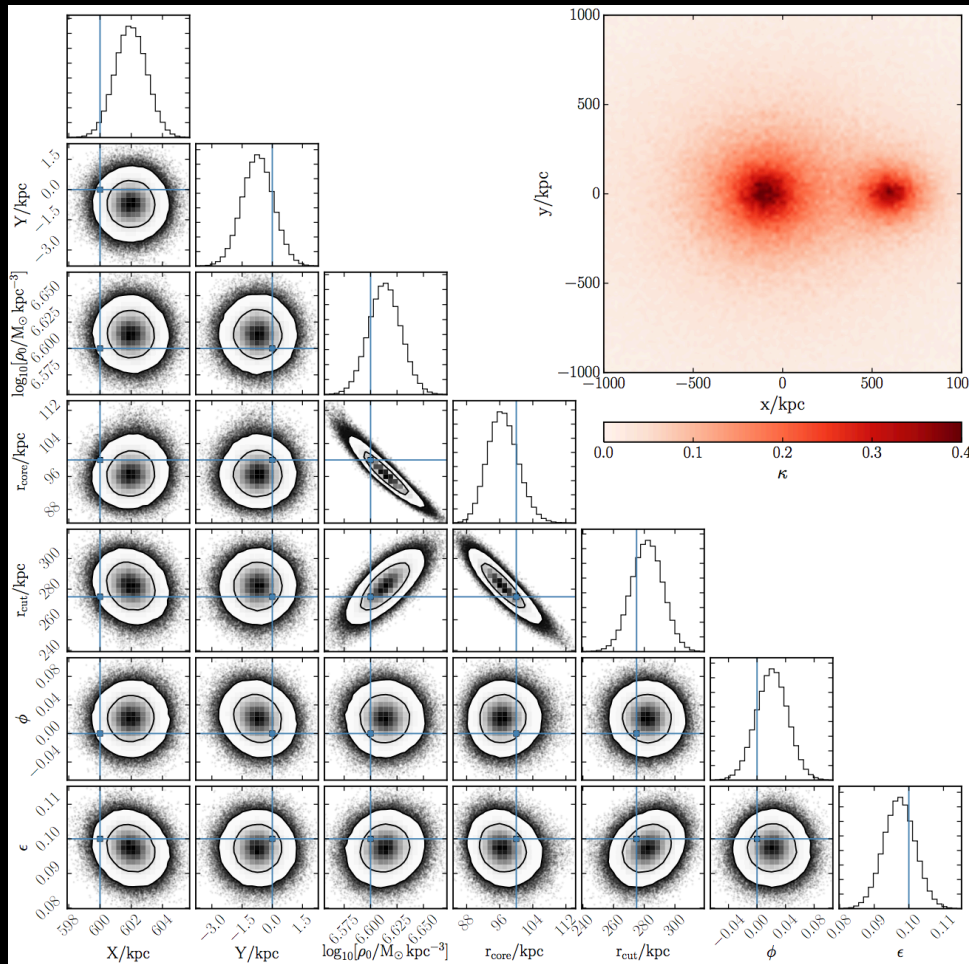 1000
500
0
−500
−1000
y/kpc
−1000 −500 0 500 1000
x/kpc
0.0 0.1 0.2 0.3 0.4
κ
Y/kpc
1.5
0.0
−1.5
−3.0
log₁₀[ρ₀/M⊙ kpc⁻³]
6.650
6.625
6.600
6.575
r_core/kpc
112
104
96
88
r_cut/kpc
300
280
260
240
ϕ
0.08
0.04
0.00
−0.04
ϵ
0.11
0.10
0.09
0.08
598 600 602 604
−3.0 −1.5 0.0 1.5
6.575 6.600 6.625 6.650
88 96 104 112
240 260 280 300
−0.04 0.00 0.04 0.08
0.08 0.09 0.10 0.11
X/kpc Y/kpc log₁₀[ρ₀/M⊙ kpc⁻³] r_core/kpc r_cut/kpc ϕ ϵ